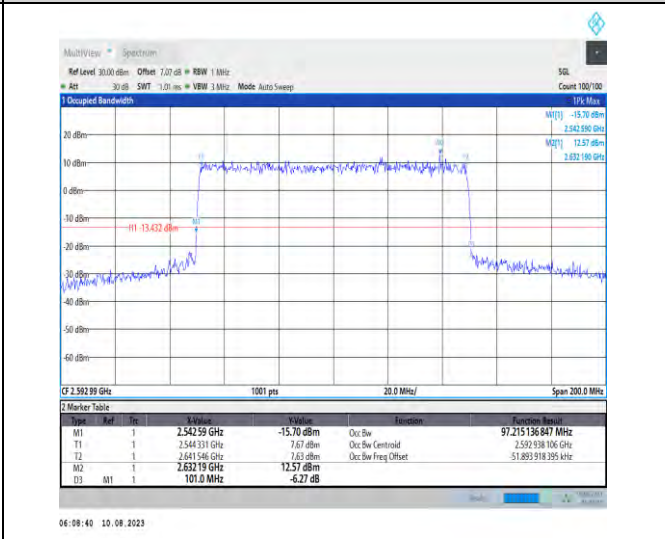 MultiView Spectrum
Ref Level 30.00 dBm Offset 7.07 dB RBW 1 MHz SGL
Att 30 dB SWT 1.01 ms VBW 3 MHz Mode Auto Sweep Count 100/100
1 Occupied Bandwidth 1Pk Max
M1[1] -15.70 dBm
2.542 590 GHz
M2[1] 12.57 dBm
2.632 190 GHz
20 dBm
10 dBm
0 dBm
-10 dBm
H1 -13.432 dBm
-20 dBm
-30 dBm
-40 dBm
-50 dBm
-60 dBm
CF 2.592 99 GHz 1001 pts 20.0 MHz/ Span 200.0 MHz
2 Marker Table
Type Ref Trc X-Value Y-Value Function Function Result
M1 1 2.542 59 GHz -15.70 dBm Occ Bw 97.215 136 847 MHz
T1 1 2.544 331 GHz 7.67 dBm Occ Bw Centroid 2.592 938 106 GHz
T2 1 2.641 546 GHz 7.63 dBm Occ Bw Freq Offset -51.893 918 395 kHz
M2 1 2.632 19 GHz 12.57 dBm
D3 M1 1 101.0 MHz -6.27 dB
06:08:40 10.08.2023